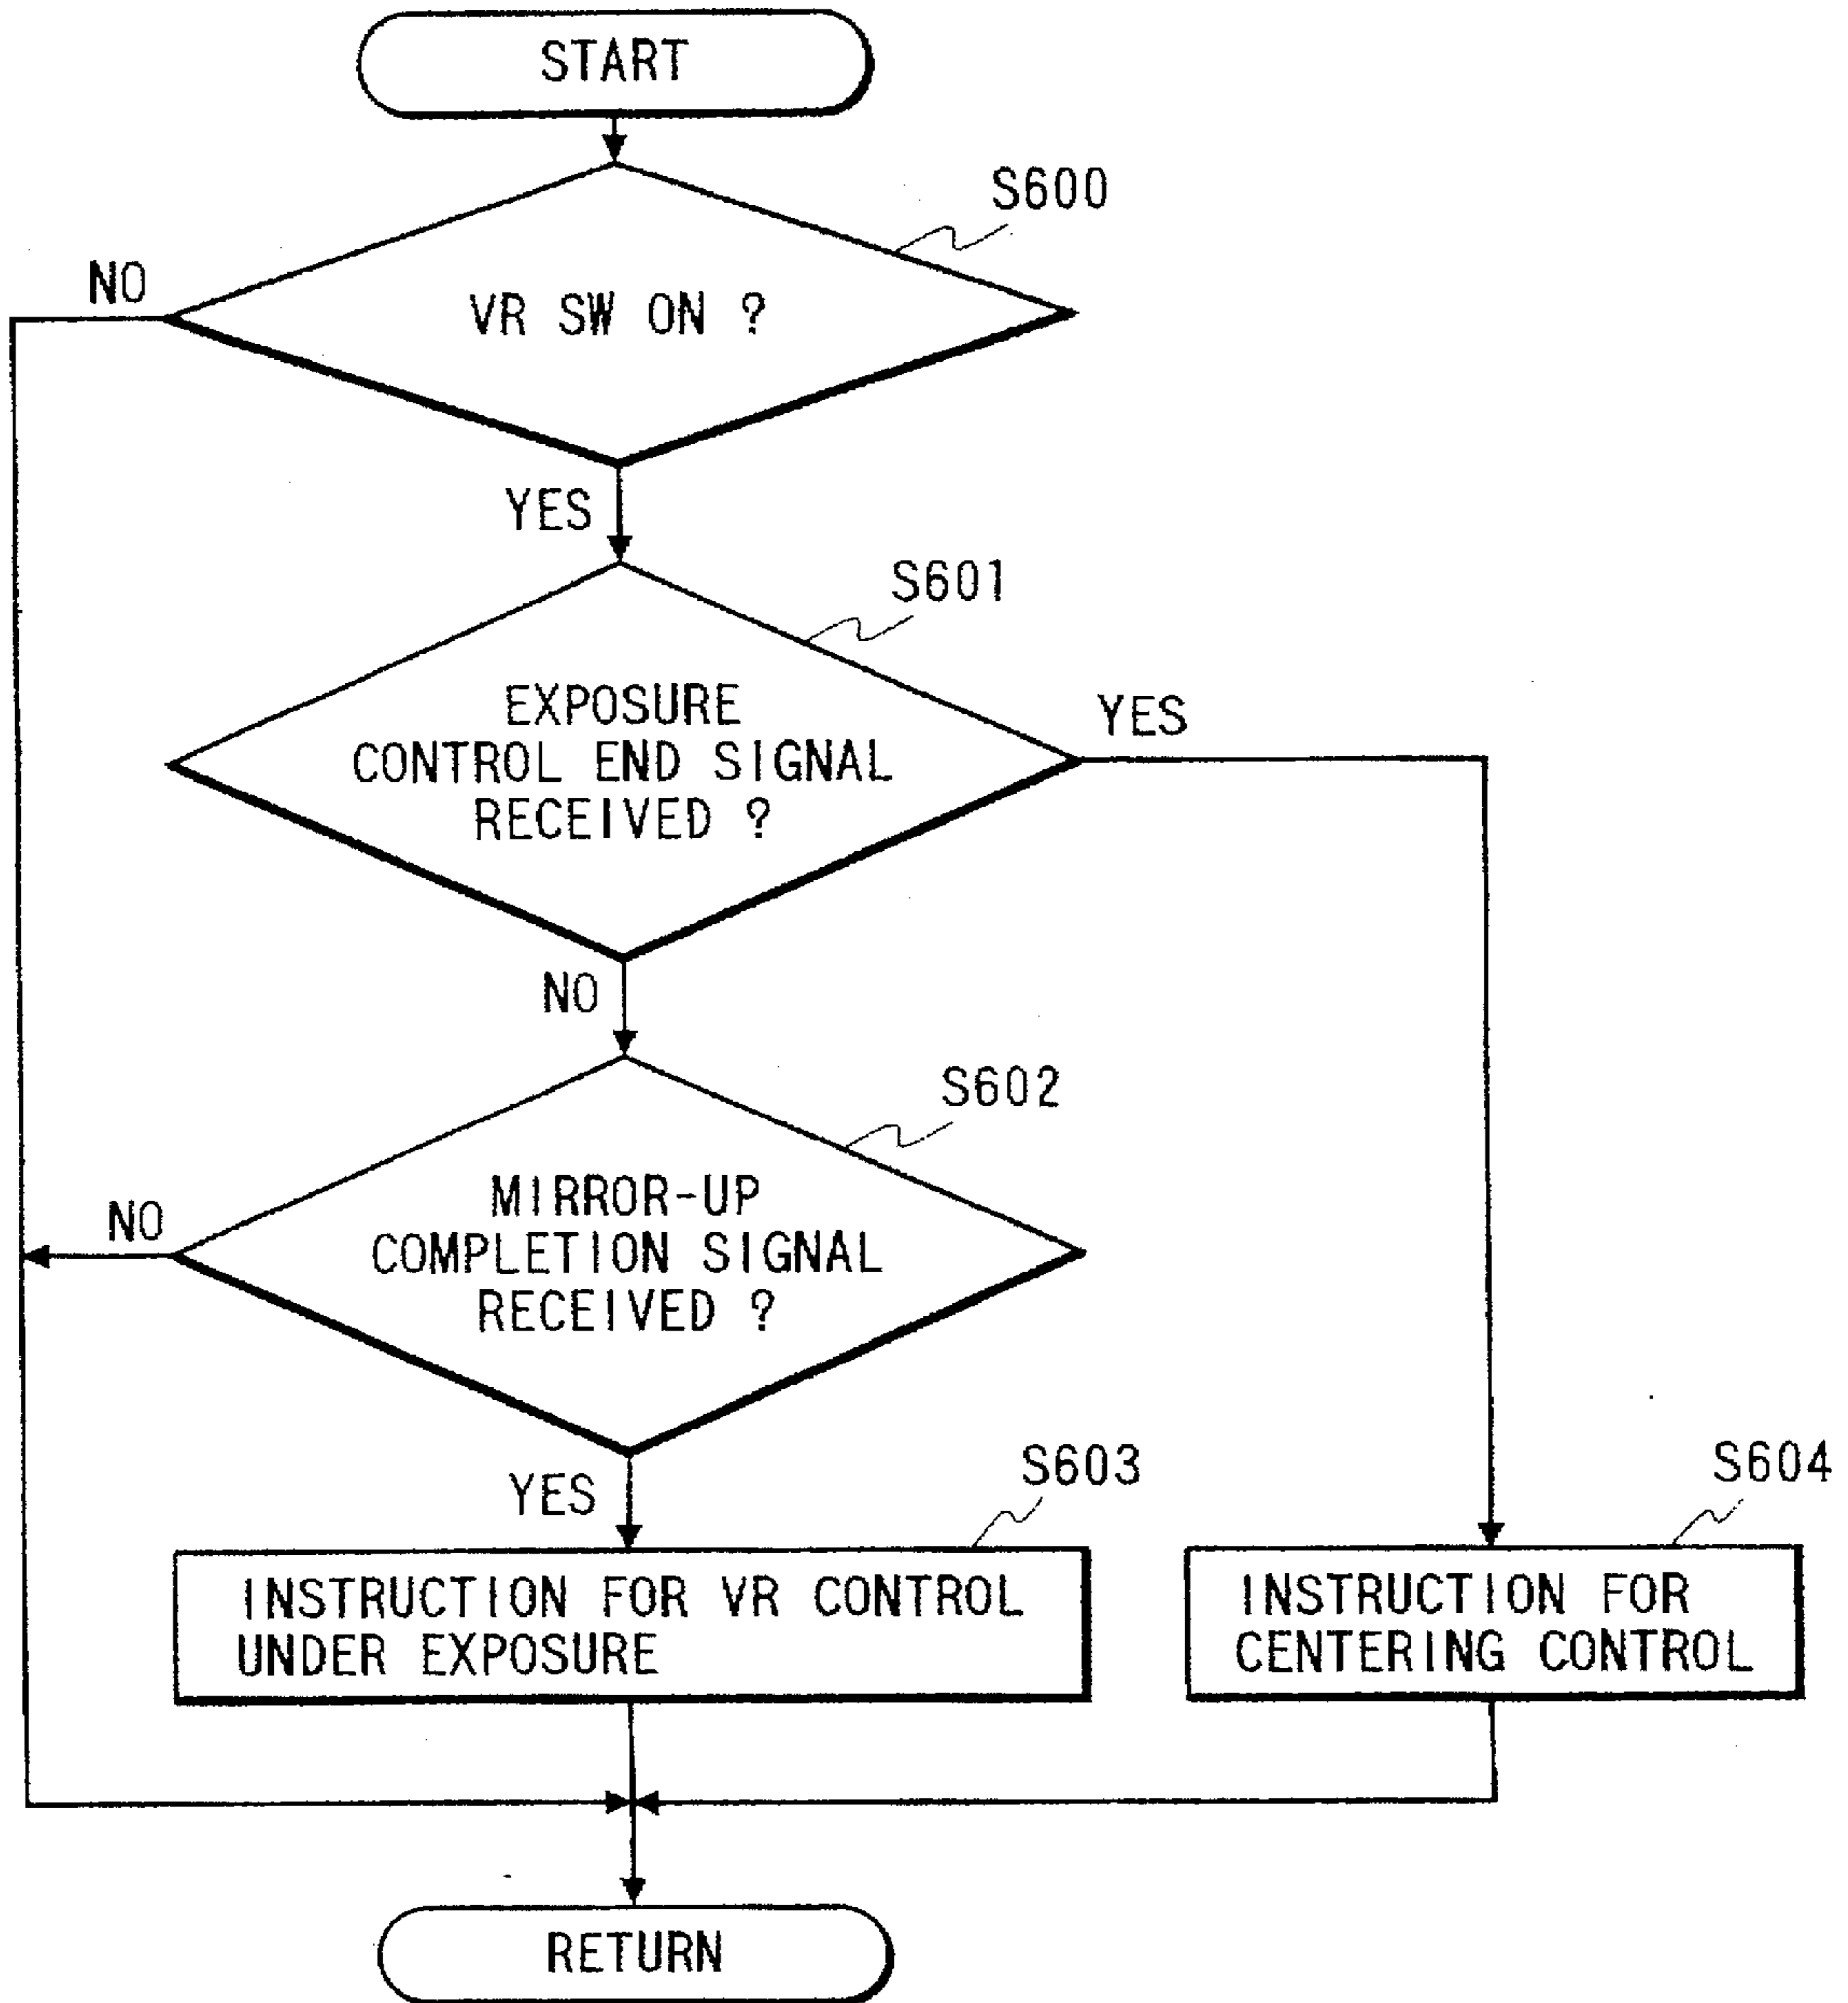 START
S600
NO
VR SW ON ?
YES
S601
EXPOSURE
CONTROL END SIGNAL
RECEIVED ?
YES
NO
S602
MIRROR-UP
COMPLETION SIGNAL
RECEIVED ?
NO
YES
S603
INSTRUCTION FOR VR CONTROL
UNDER EXPOSURE
S604
INSTRUCTION FOR
CENTERING CONTROL
RETURN